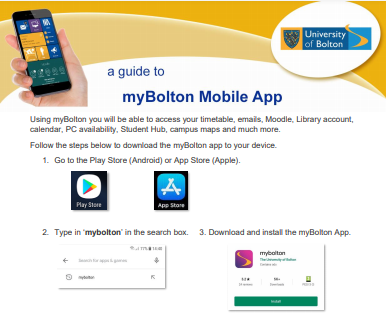 University
of Bolton
a guide to
myBolton Mobile App
Using myBolton you will be able to access your timetable, emails, Moodle, Library account,
calendar, PC availability, Student Hub, campus maps and much more.
Follow the steps below to download the myBolton app to your device.
1. Go to the Play Store (Android) or App Store (Apple).
Play Store
App Store
2. Type in 'mybolton' in the search box. 3. Download and install the myBolton App.
Search for apps & games
mybolton
mybolton
The University of Bolton
Install